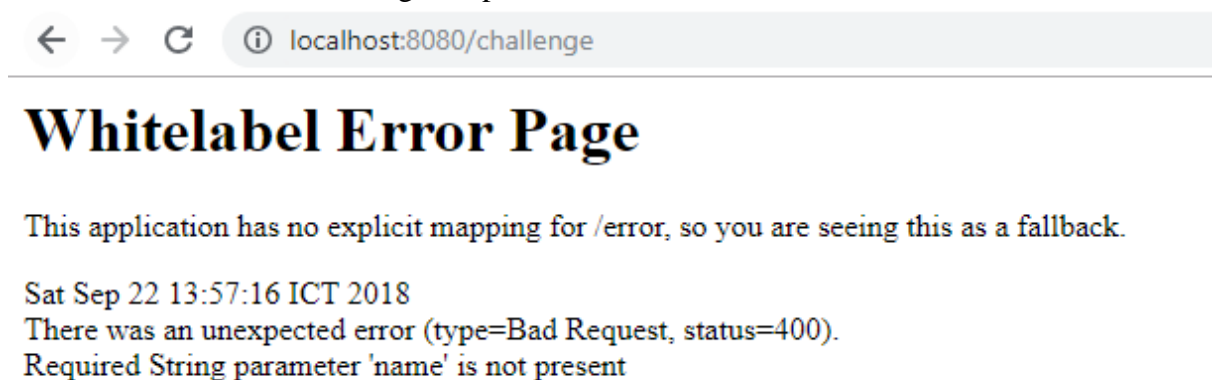 localhost:8080/challenge
Whitelabel Error Page
This application has no explicit mapping for /error, so you are seeing this as a fallback.
Sat Sep 22 13:57:16 ICT 2018
There was an unexpected error (type=Bad Request, status=400).
Required String parameter 'name' is not present